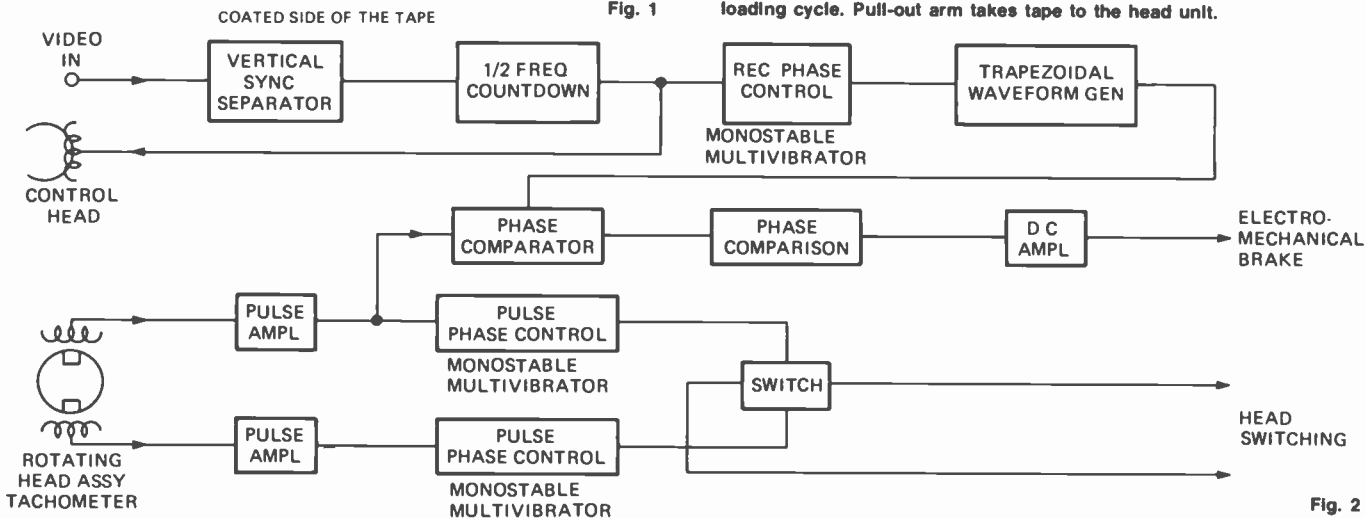 COATED SIDE OF THE TAPE
Fig. 1
loading cycle. Pull-out arm takes tape to the head unit.
VIDEO
IN
VERTICAL
SYNC
SEPARATOR
1/2 FREQ
COUNTDOWN
REC PHASE
CONTROL
MONOSTABLE
MULTIVIBRATOR
TRAPEZOIDAL
WAVEFORM GEN
CONTROL
HEAD
PHASE
COMPARATOR
PHASE
COMPARISON
DC
AMPL
ELECTRO-
MECHANICAL
BRAKE
PULSE
AMPL
PULSE
PHASE CONTROL
MONOSTABLE
MULTIVIBRATOR
SWITCH
PULSE
AMPL
PULSE
PHASE CONTROL
MONOSTABLE
MULTIVIBRATOR
HEAD
SWITCHING
ROTATING
HEAD ASSY
TACHOMETER
Fig. 2